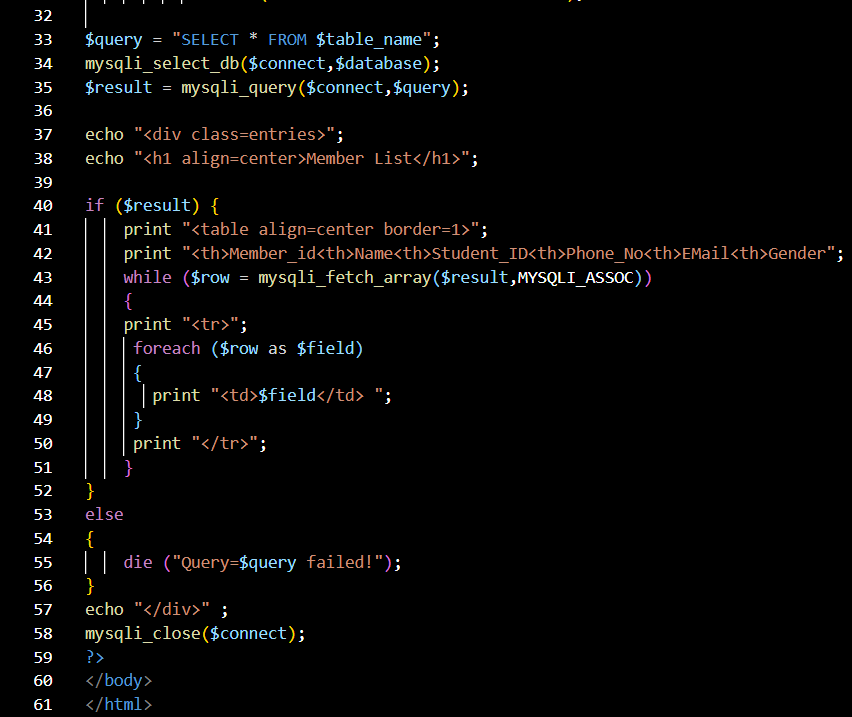 32
33 $query = "SELECT * FROM $table_name";
34 mysqli_select_db($connect,$database);
35 $result = mysqli_query($connect,$query);
36
37 echo "<div class=entries>";
38 echo "<h1 align=center>Member List</h1>";
39
40 if ($result) {
41     print "<table align=center border=1>";
42     print "<th>Member_id<th>Name<th>Student_ID<th>Phone_No<th>EMail<th>Gender";
43     while ($row = mysqli_fetch_array($result,MYSQLI_ASSOC))
44     {
45     print "<tr>";
46      foreach ($row as $field)
47      {
48        print "<td>$field</td> ";
49      }
50      print "</tr>";
51     }
52 }
53 else
54 {
55     die ("Query=$query failed!");
56 }
57 echo "</div>" ;
58 mysqli_close($connect);
59 ?>
60 </body>
61 </html>